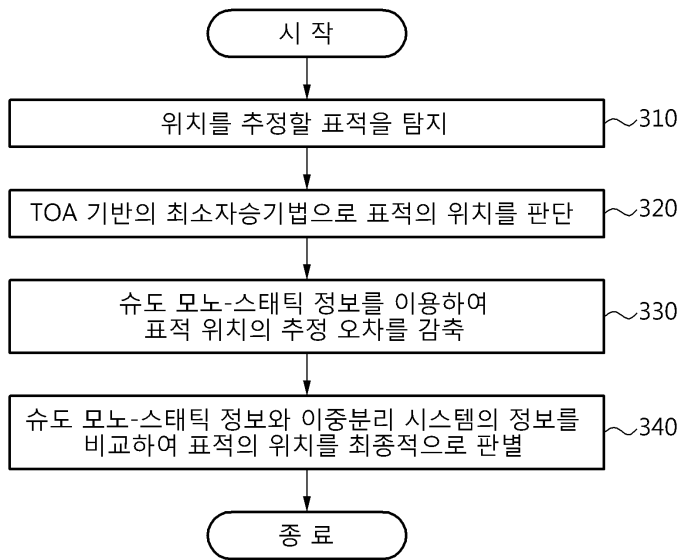 시 작
위치를 추정할 표적을 탐지
310
TOA 기반의 최소자승기법으로 표적의 위치를 판단
320
슈도 모노-스태틱 정보를 이용하여
표적 위치의 추정 오차를 감축
330
슈도 모노-스태틱 정보와 이중분리 시스템의 정보를
비교하여 표적의 위치를 최종적으로 판별
340
종 료